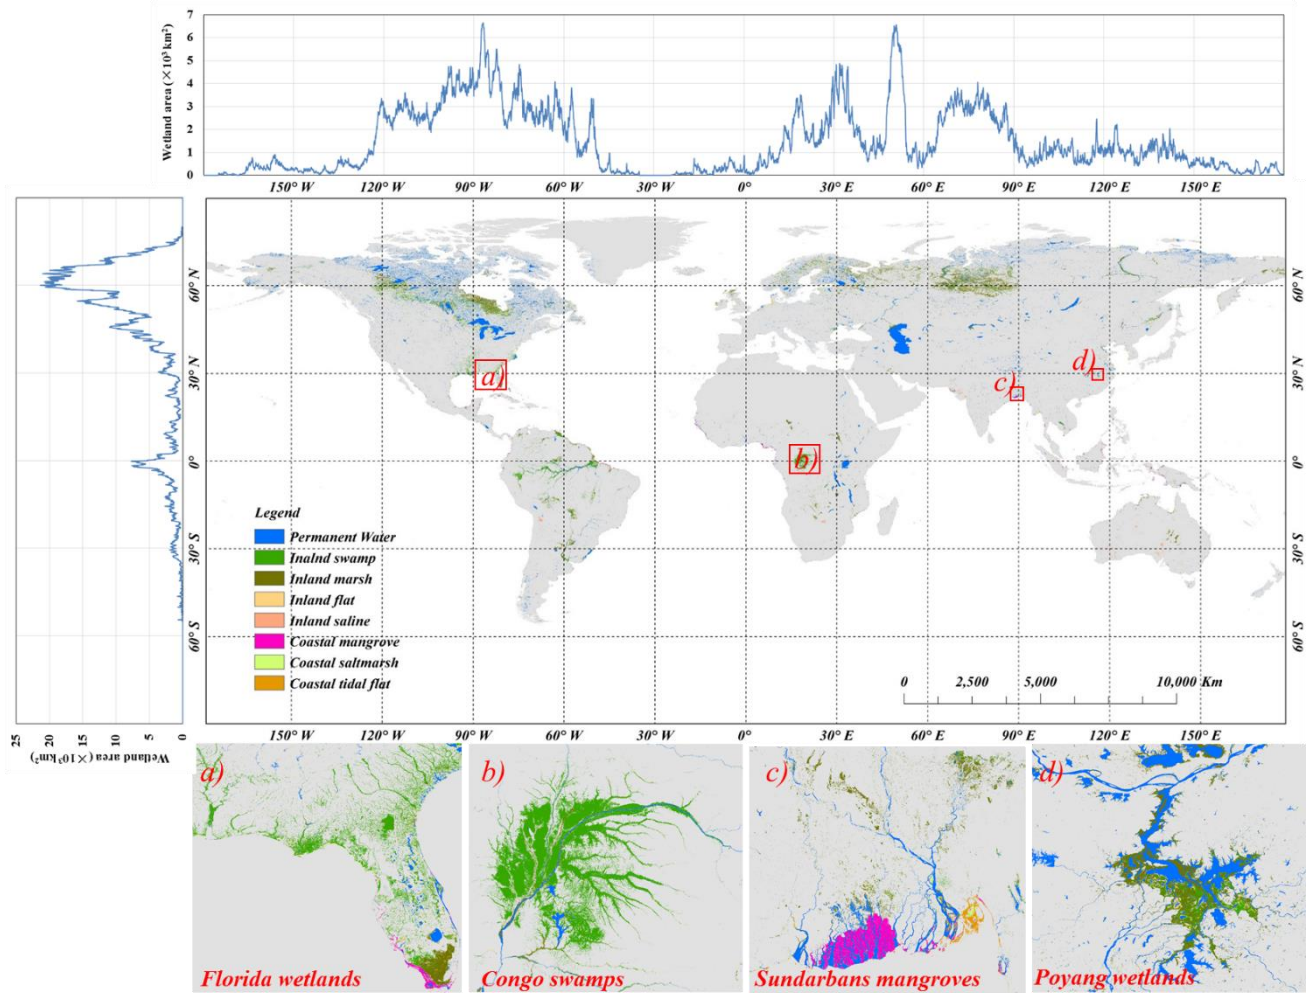 7
6
5
4
3
2
1
0
Wetland area (×10³ km²)
150° W 120° W 90° W 60° W 30° W 0° 30° E 60° E 90° E 120° E 150° E
60° N
30° N
0°
30° S
60° S
25 20 15 10 5 0
Wetland area (×10³ km²)
60° N
30° N
0°
30° S
60° S
a)
b)
c)
d)
Legend
Permanent Water
Inalnd swamp
Inland marsh
Inland flat
Inland saline
Coastal mangrove
Coastal saltmarsh
Coastal tidal flat
0 2,500 5,000 10,000 Km
150° W 120° W 90° W 60° W 30° W 0° 30° E 60° E 90° E 120° E 150° E
a)
Florida wetlands
b)
Congo swamps
c)
Sundarbans mangroves
d)
Poyang wetlands